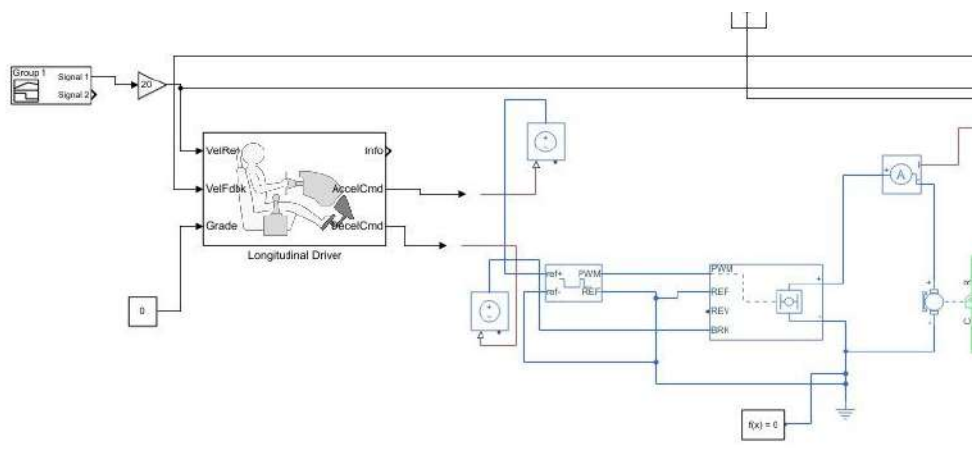 Group 1
Signal 1
Signal 2
20
VelRef
Info
VelFdbk
AccelCmd
Grade
DecelCmd
Longitudinal Driver
0
ref+
PWM
ref-
REF
PWM
REF
REV
BRK
+
-
A
+
+
-
R
C
f(x) = 0